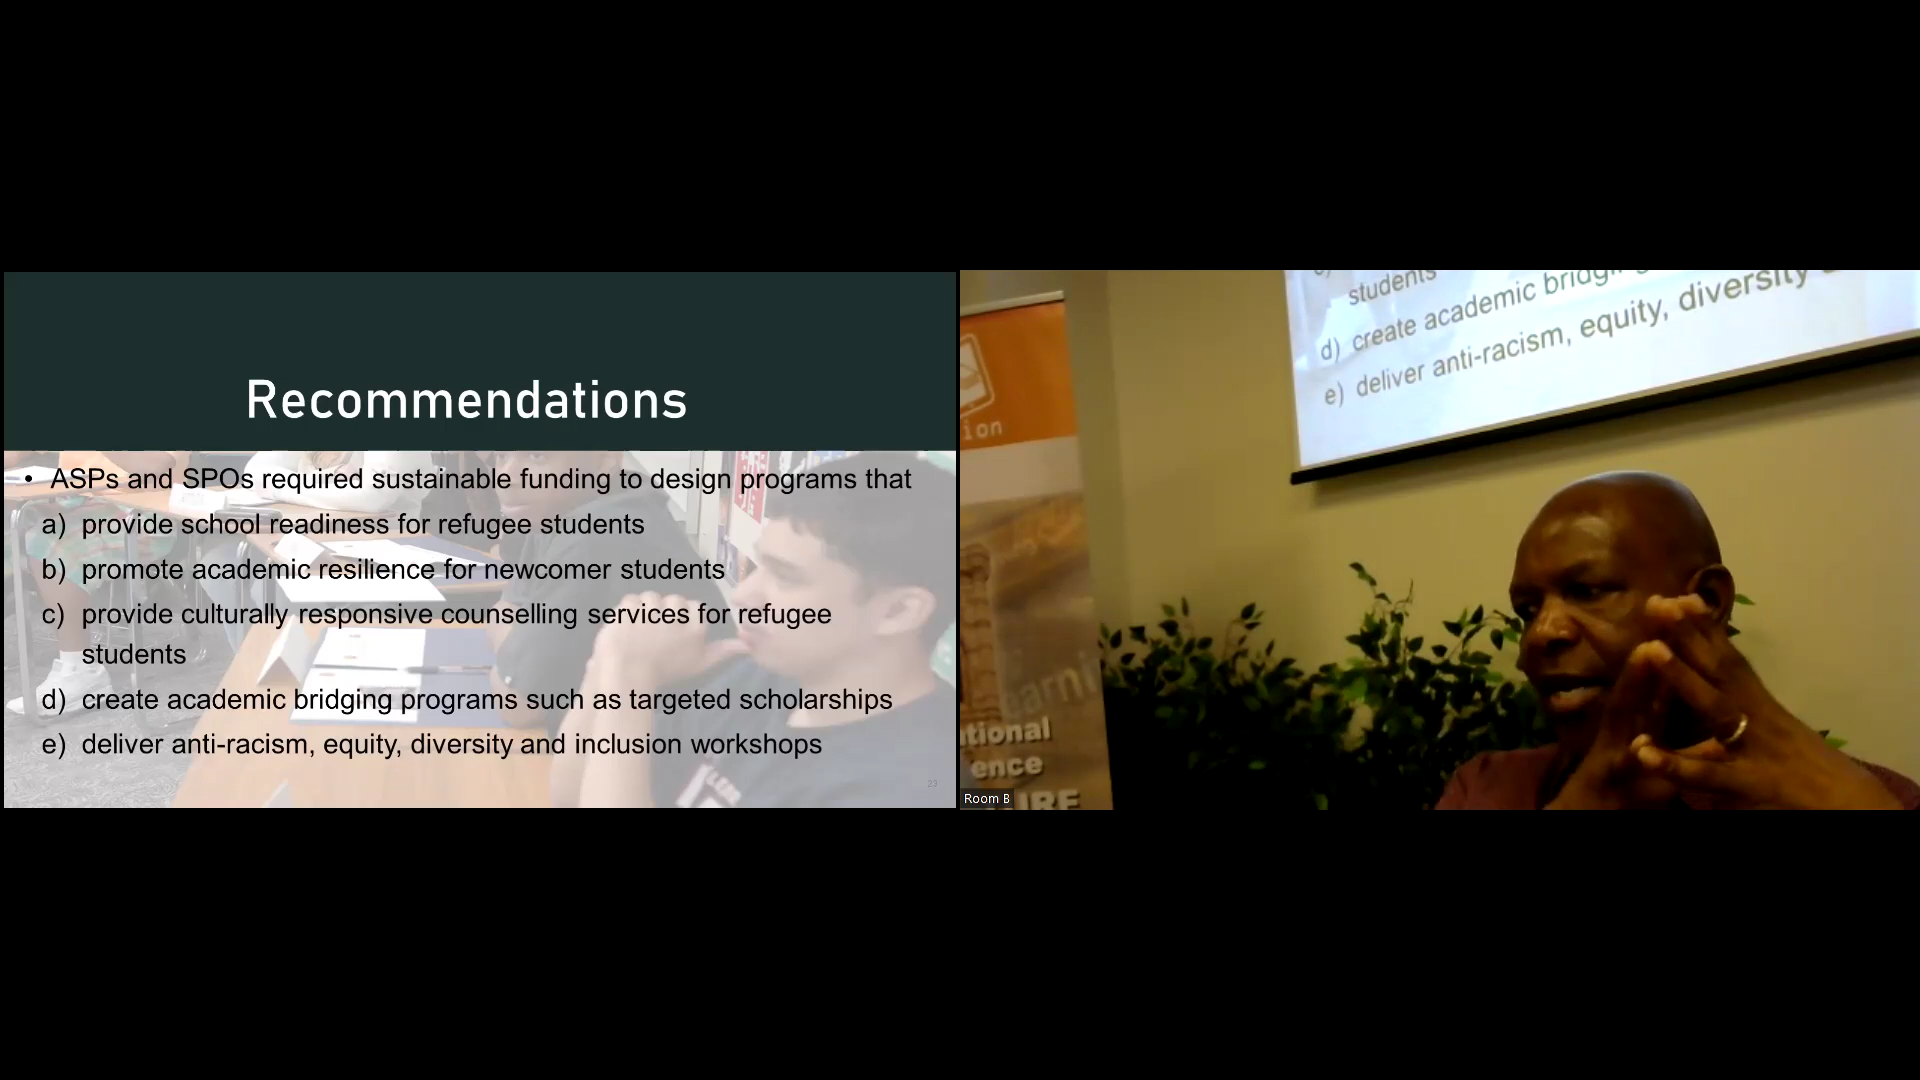 Recommendations
• ASPs and SPOs required sustainable funding to design programs that
a) provide school readiness for refugee students
b) promote academic resilience for newcomer students
c) provide culturally responsive counselling services for refugee
students
d) create academic bridging programs such as targeted scholarships
e) deliver anti-racism, equity, diversity and inclusion workshops
23
students
d) create academic bridging
e) deliver anti-racism, equity, diversity
ion
tional
ence
Room B